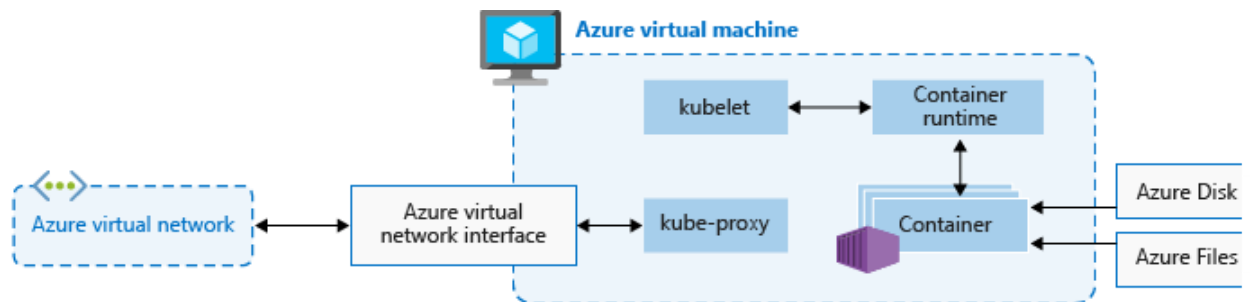 Azure virtual machine
kubelet
Container
runtime
Azure virtual network
Azure virtual
network interface
kube-proxy
Container
Azure Disk
Azure Files